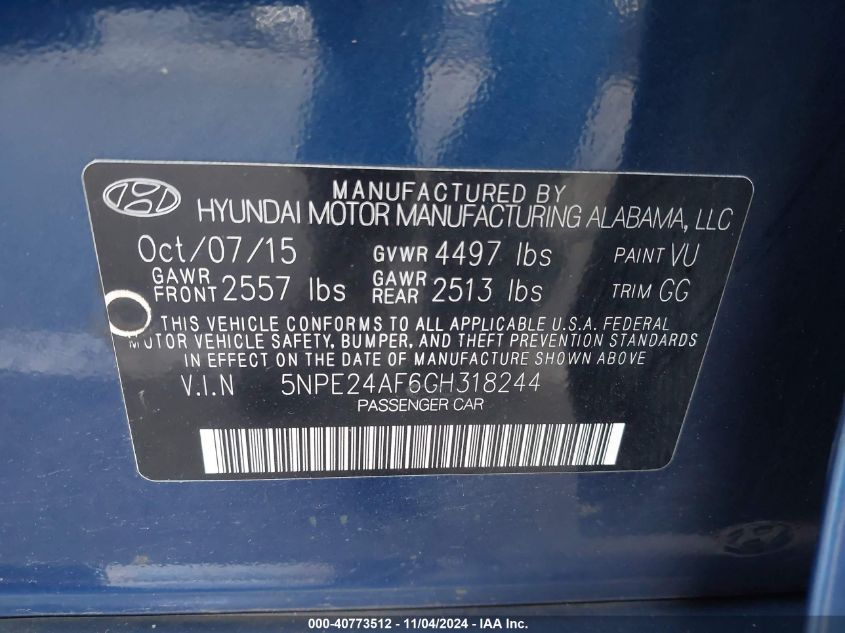 MANUFACTURED BY
HYUNDAI MOTOR MANUFACTURING ALABAMA, LLC
Oct/07/15 GVWR 4497 lbs PAINT VU
GAWR FRONT 2557 lbs GAWR REAR 2513 lbs TRIM GG
THIS VEHICLE CONFORMS TO ALL APPLICABLE U.S.A. FEDERAL
MOTOR VEHICLE SAFETY, BUMPER, AND THEFT PREVENTION STANDARDS
IN EFFECT ON THE DATE OF MANUFACTURE SHOWN ABOVE
V.I.N 5NPE24AF6GH318244
PASSENGER CAR
000-40773512 - 11/04/2024 - IAA Inc.